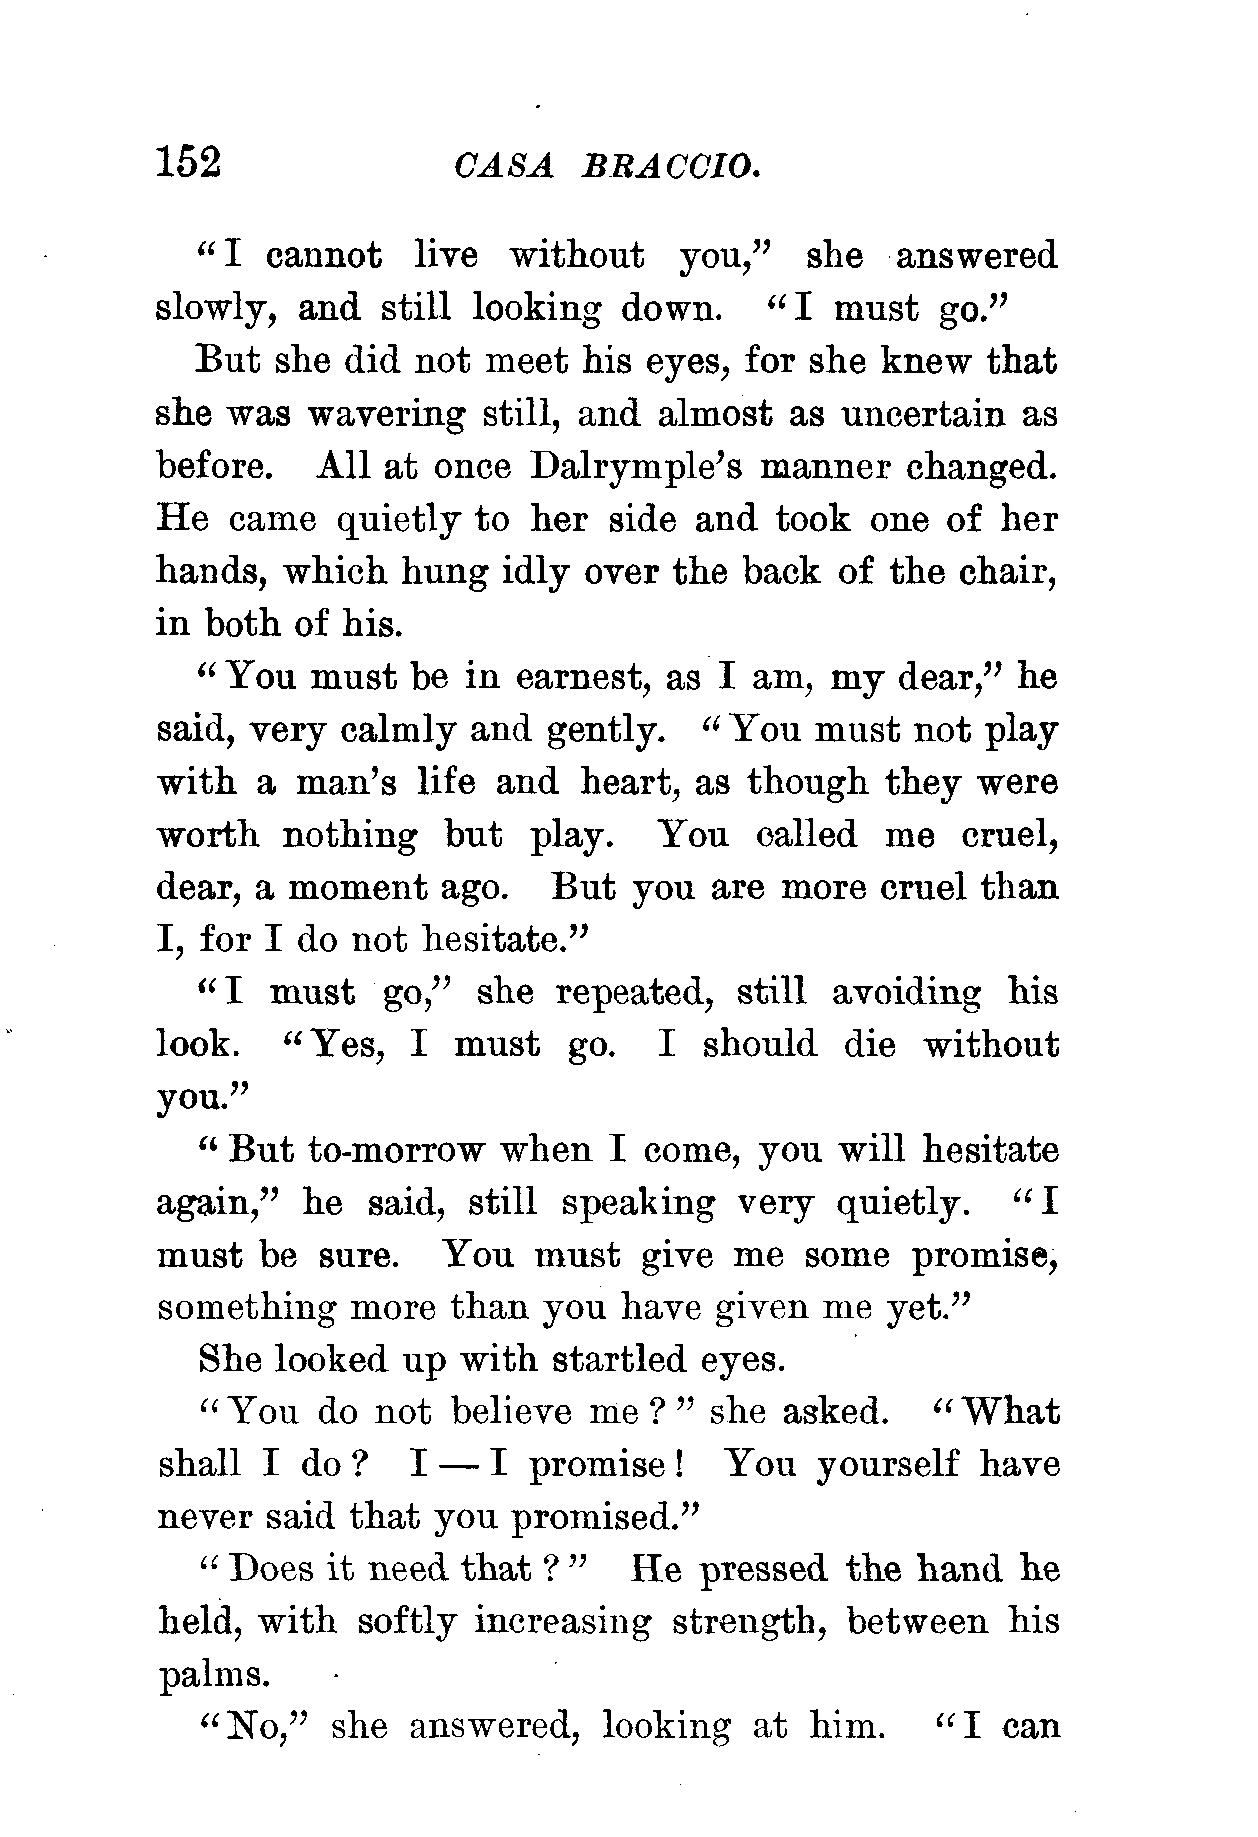 152 CASA BRACCIO.
“I cannot live without you,” she answered
slowly, and still looking down. “I must go.”
But she did not meet his eyes, for she knew that
she was wavering still, and almost as uncertain as
before. All at once Dalrymple’s manner changed.
He came quietly to her side and took one of her
hands, which hung idly over the back of the chair,
in both of his.
“You must be in earnest, as I am, my dear,” he
said, very calmly and gently. “You must not play
with a man’s life and heart, as though they were
worth nothing but play. You called me cruel,
dear, a moment ago. But you are more cruel than
I, for I do not hesitate.”
“I must go,” she repeated, still avoiding his
look. “Yes, I must go. I should die without
you.”
“But to-morrow when I come, you will hesitate
again,” he said, still speaking very quietly. “I
must be sure. You must give me some promise,
something more than you have given me yet.”
She looked up with startled eyes.
“You do not believe me?” she asked. “What
shall I do? I — I promise! You yourself have
never said that you promised.”
“Does it need that?” He pressed the hand he
held, with softly increasing strength, between his
palms.
“No,” she answered, looking at him. “I can